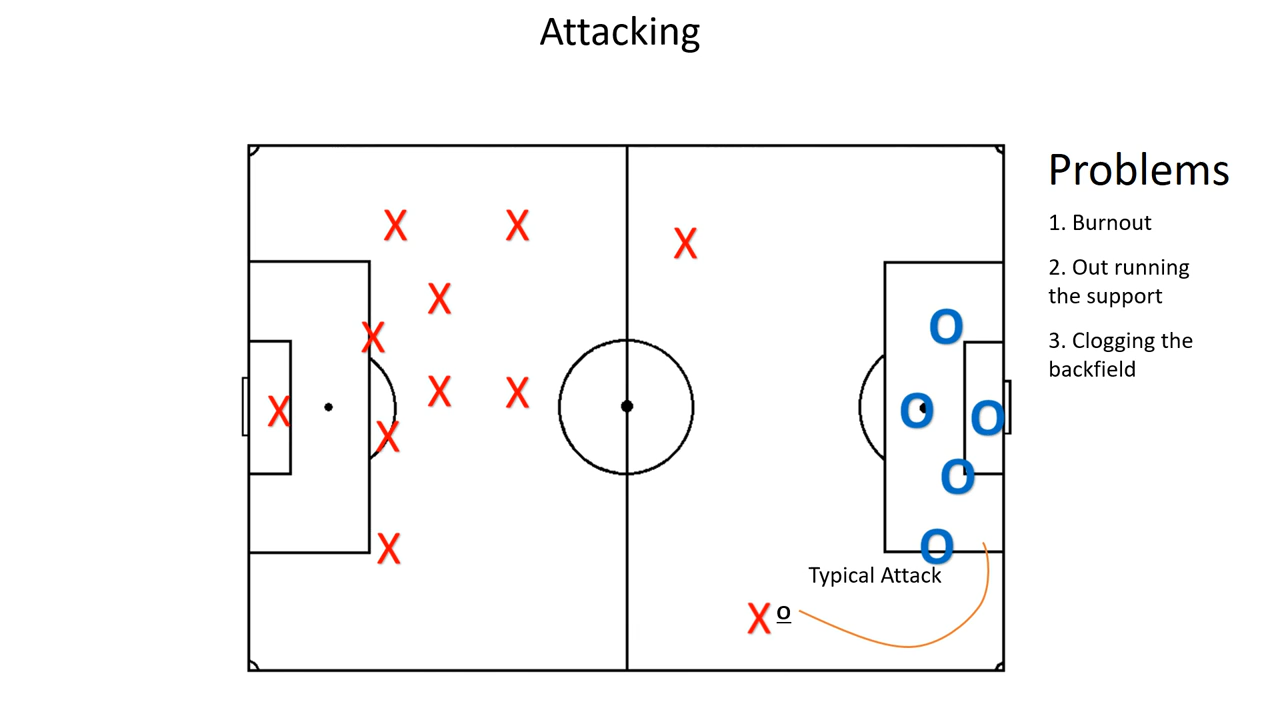 Attacking
Problems
1. Burnout
2. Out running
the support
3. Clogging the
backfield
X X X
X
X
O
X X
X O O
X
O
X O
Typical Attack
X o